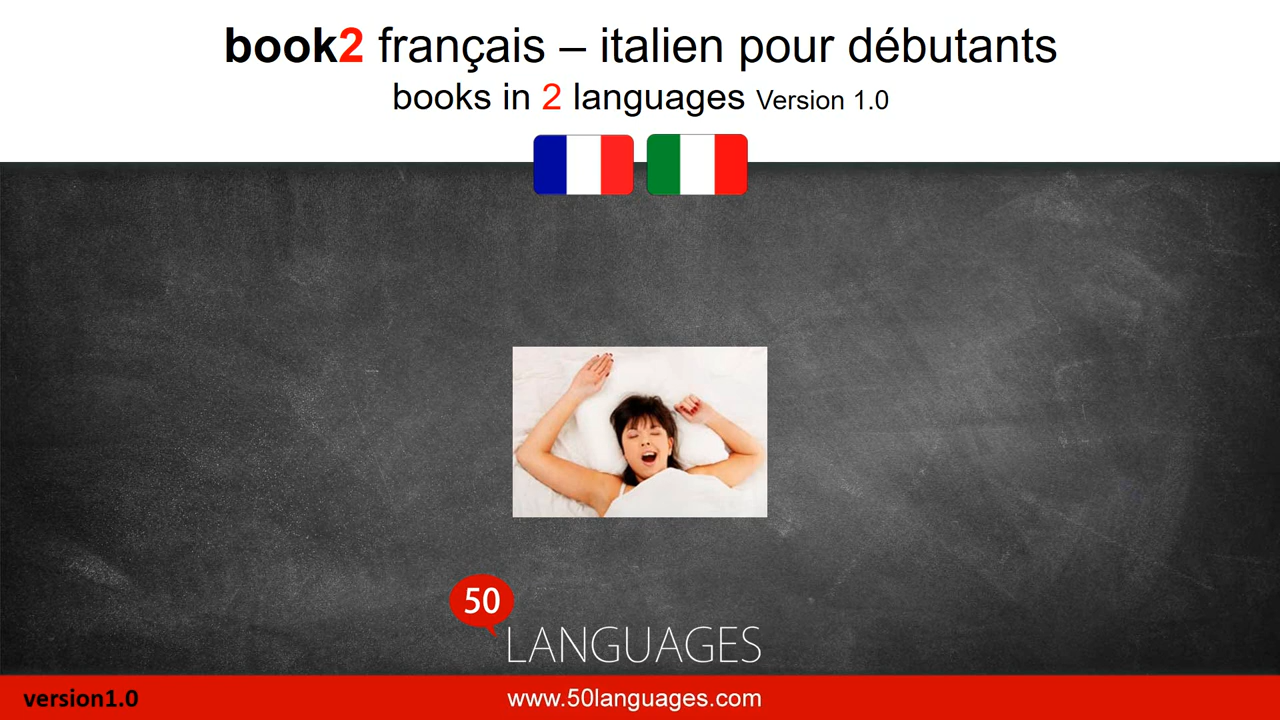 book2 français – italien pour débutants
books in 2 languages Version 1.0
50
LANGUAGES
version1.0
www.50languages.com